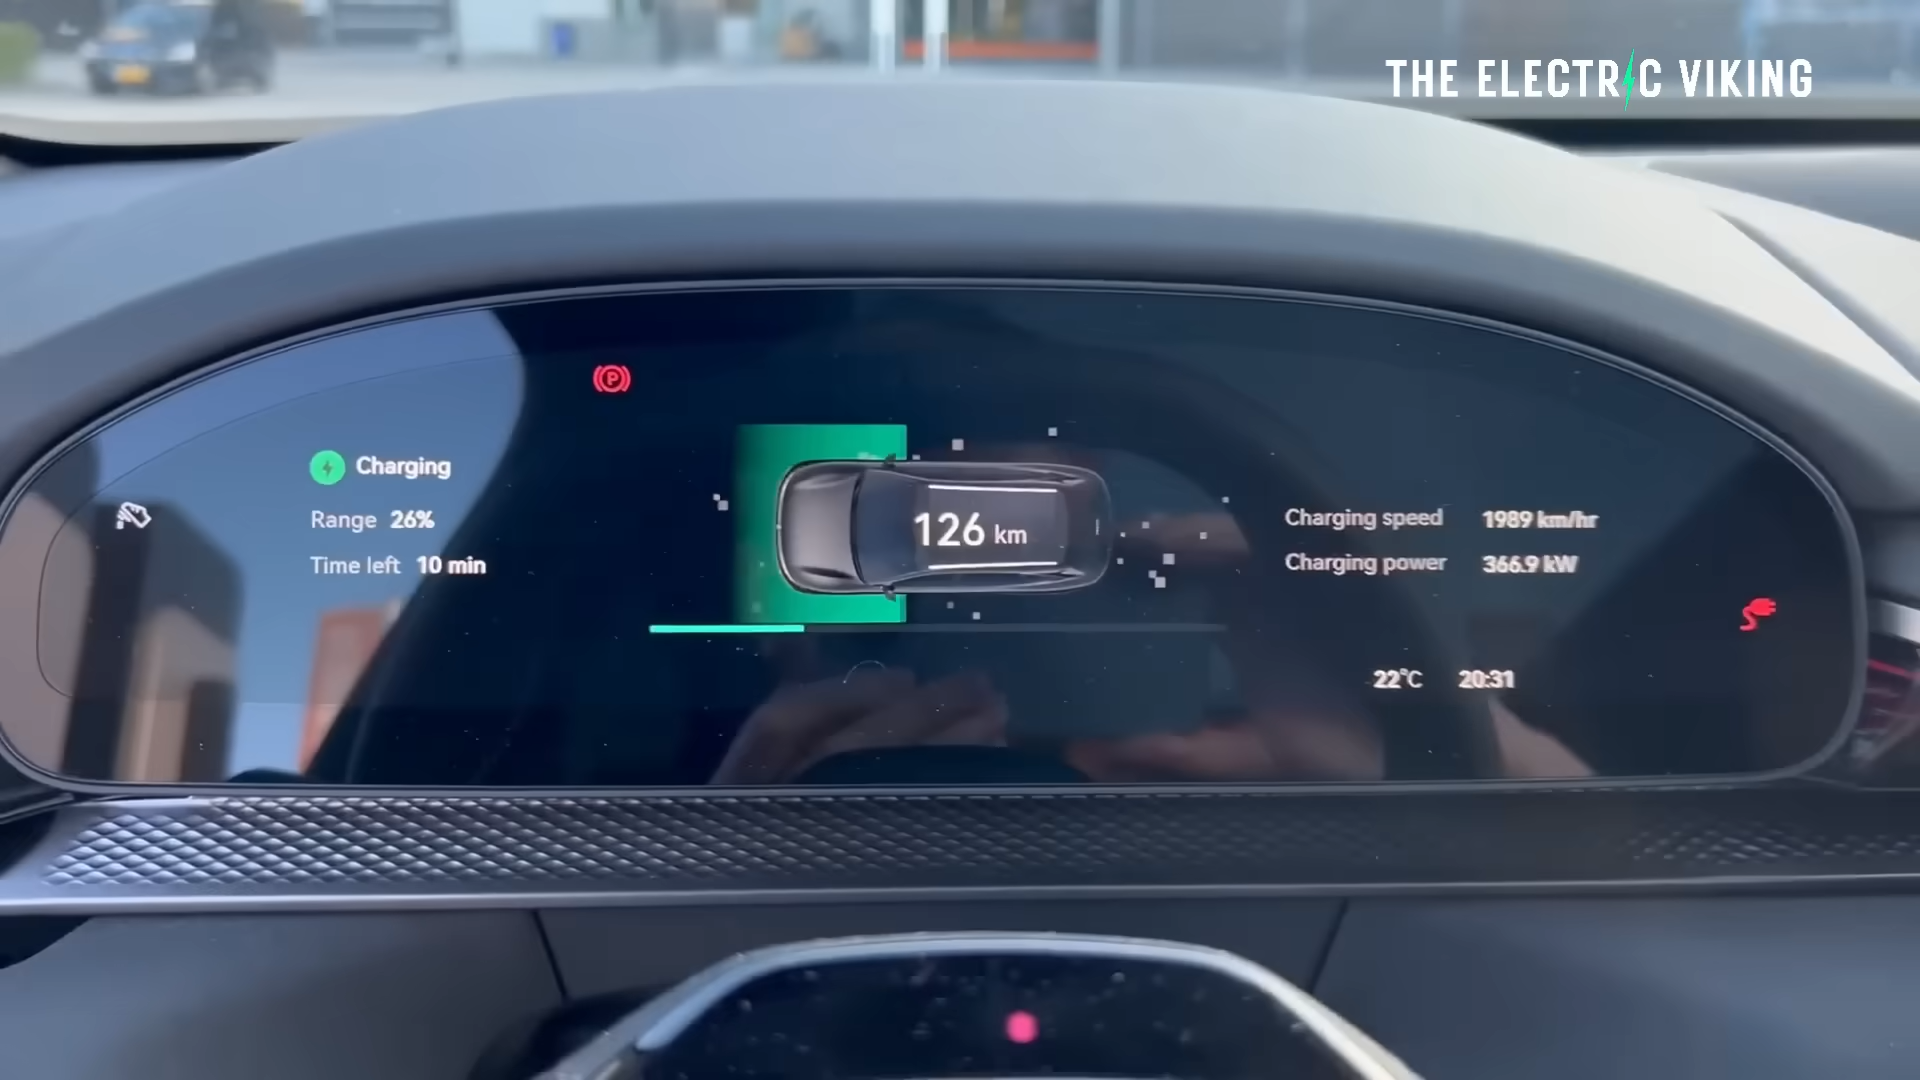 THE ELECTRIC VIKING
P
Charging
Range 26%
Time left 10 min
126 km
Charging speed 1989 km/hr
Charging power 366.9 kW
22°C 20:31